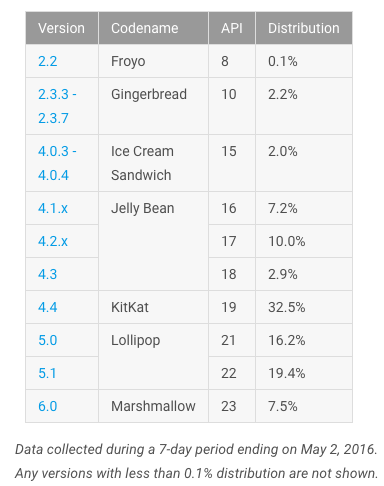 Version Codename API Distribution
2.2 Froyo 8 0.1%
2.3.3 - Gingerbread 10 2.2%
2.3.7
4.0.3 - Ice Cream 15 2.0%
4.0.4 Sandwich
4.1.x Jelly Bean 16 7.2%
4.2.x 17 10.0%
4.3 18 2.9%
4.4 KitKat 19 32.5%
5.0 Lollipop 21 16.2%
5.1 22 19.4%
6.0 Marshmallow 23 7.5%
Data collected during a 7-day period ending on May 2, 2016.
Any versions with less than 0.1% distribution are not shown.